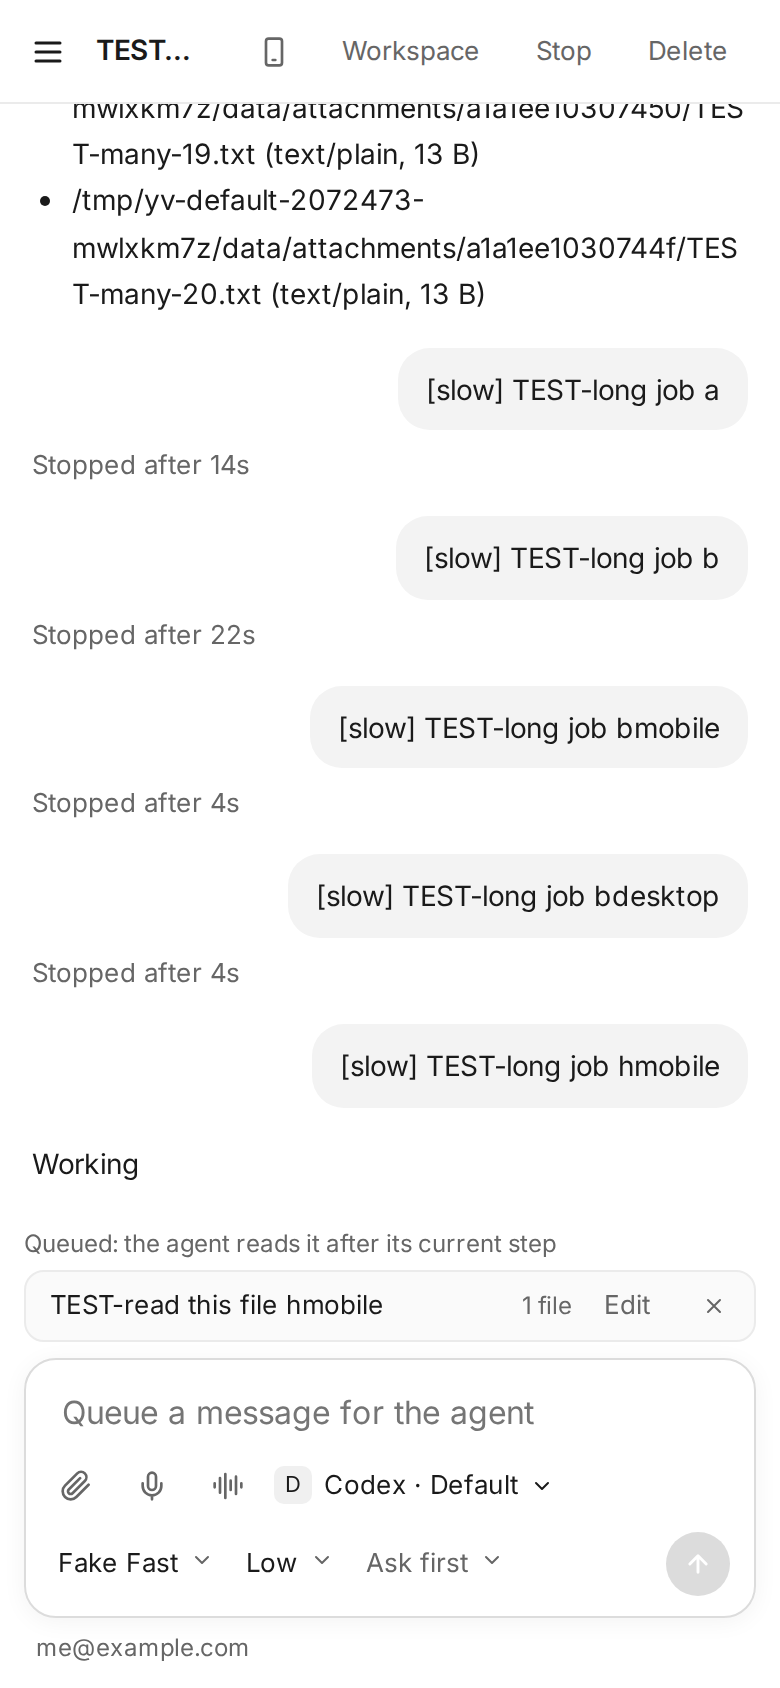 TEST...
Workspace
Stop
Delete
mwlxkm7z/data/attachments/a1a1ee10307450/TES
T-many-19.txt (text/plain, 13 B)
/tmp/yv-default-2072473-
mwlxkm7z/data/attachments/a1a1ee1030744f/TES
T-many-20.txt (text/plain, 13 B)
[slow] TEST-long job a
Stopped after 14s
[slow] TEST-long job b
Stopped after 22s
[slow] TEST-long job bmobile
Stopped after 4s
[slow] TEST-long job bdesktop
Stopped after 4s
[slow] TEST-long job hmobile
Working
Queued: the agent reads it after its current step
TEST-read this file hmobile
1 file
Edit
Queue a message for the agent
D Codex · Default
Fake Fast
Low
Ask first
me@example.com